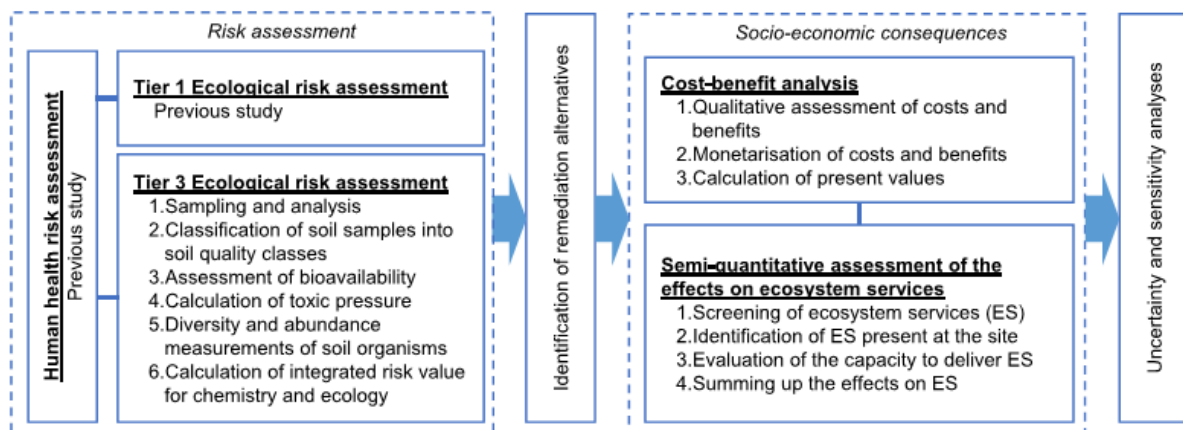 Risk assessment
Human health risk assessment
Previous study
Tier 1 Ecological risk assessment
Previous study
Tier 3 Ecological risk assessment
1.Sampling and analysis
2.Classification of soil samples into
soil quality classes
3.Assessment of bioavailability
4.Calculation of toxic pressure
5.Diversity and abundance
measurements of soil organisms
6.Calculation of integrated risk value
for chemistry and ecology
Identification of remediation alternatives
Socio-economic consequences
Cost-benefit analysis
1.Qualitative assessment of costs and
benefits
2.Monetarisation of costs and benefits
3.Calculation of present values
Semi-quantitative assessment of the
effects on ecosystem services
1.Screening of ecosystem services (ES)
2.Identification of ES present at the site
3.Evaluation of the capacity to deliver ES
4.Summing up the effects on ES
Uncertainty and sensitivity analyses